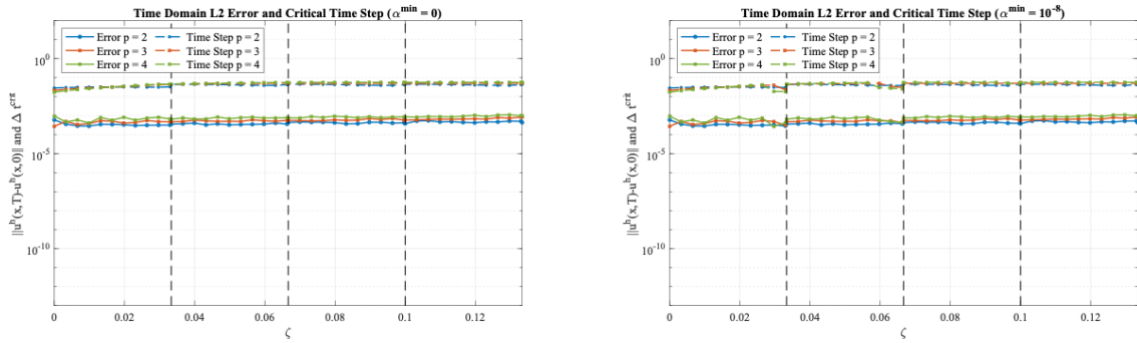 Time Domain L2 Error and Critical Time Step (α^min = 0)
Error p = 2
Error p = 3
Error p = 4
Time Step p = 2
Time Step p = 3
Time Step p = 4
||u^h(x,T)-u^h(x,0)|| and Δ t^crit
10^0
10^-5
10^-10
0
0.02
0.04
0.06
0.08
0.1
0.12
ζ
Time Domain L2 Error and Critical Time Step (α^min = 10^-8)
Error p = 2
Error p = 3
Error p = 4
Time Step p = 2
Time Step p = 3
Time Step p = 4
||u^h(x,T)-u^h(x,0)|| and Δ t^crit
10^0
10^-5
10^-10
0
0.02
0.04
0.06
0.08
0.1
0.12
ζ